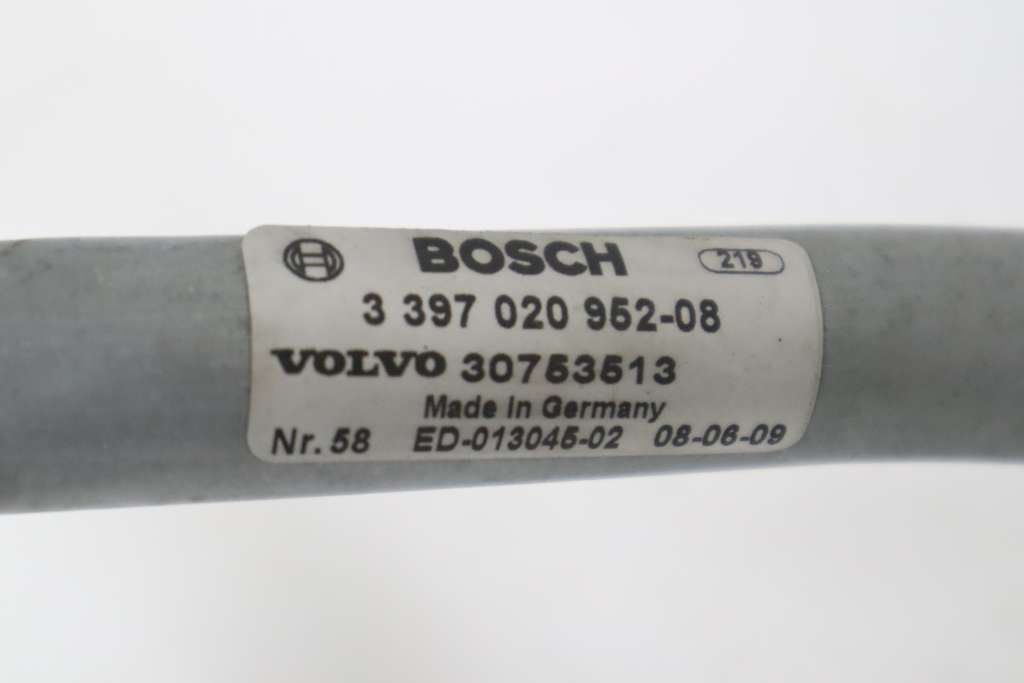 BOSCH 219
3 397 020 952-08
VOLVO 30753513
Made in Germany
Nr. 58 ED-013045-02 08-06-09